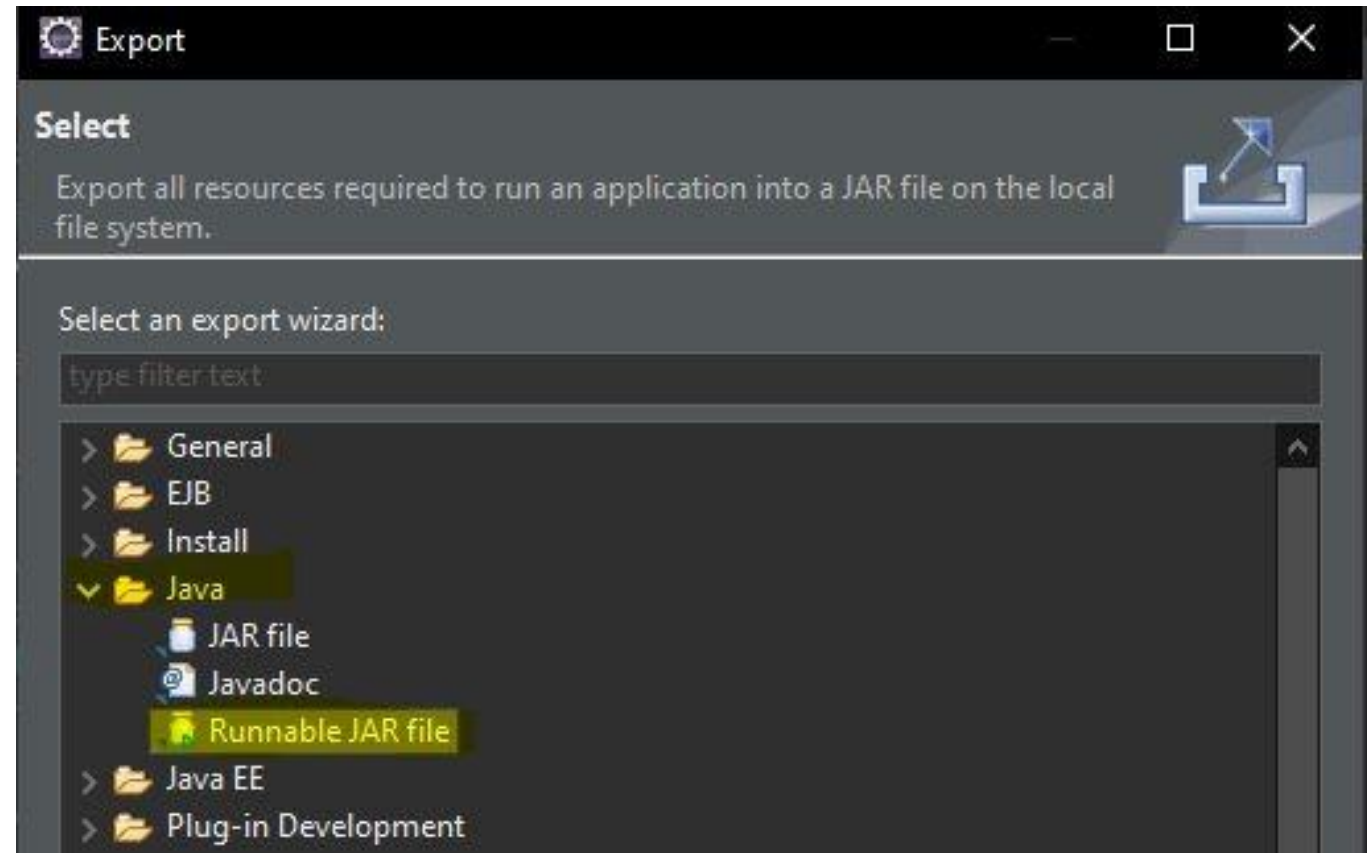 Export
Select
Export all resources required to run an application into a JAR file on the local
file system.
Select an export wizard:
type filter text
General
EJB
Install
Java
JAR file
Javadoc
Runnable JAR file
Java EE
Plug-in Development